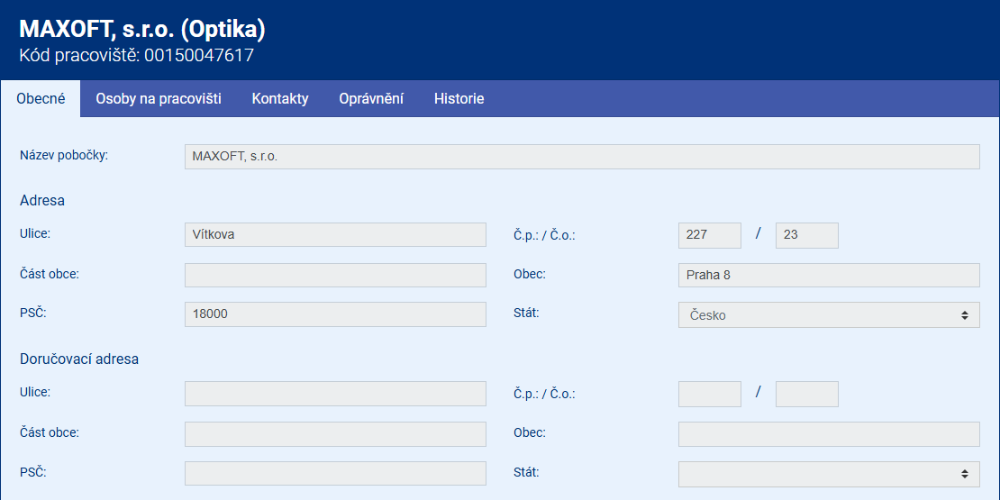 MAXOFT, s.r.o. (Optika)
Kód pracoviště: 00150047617
Obecné Osoby na pracovišti Kontakty Oprávnění Historie
Název pobočky: MAXOFT, s.r.o.
Adresa
Ulice: Vítkova Č.p.: / Č.o.: 227 / 23
Část obce: Obec: Praha 8
PSČ: 18000 Stát: Česko
Doručovací adresa
Ulice: Č.p.: / Č.o.: /
Část obce: Obec:
PSČ: Stát: